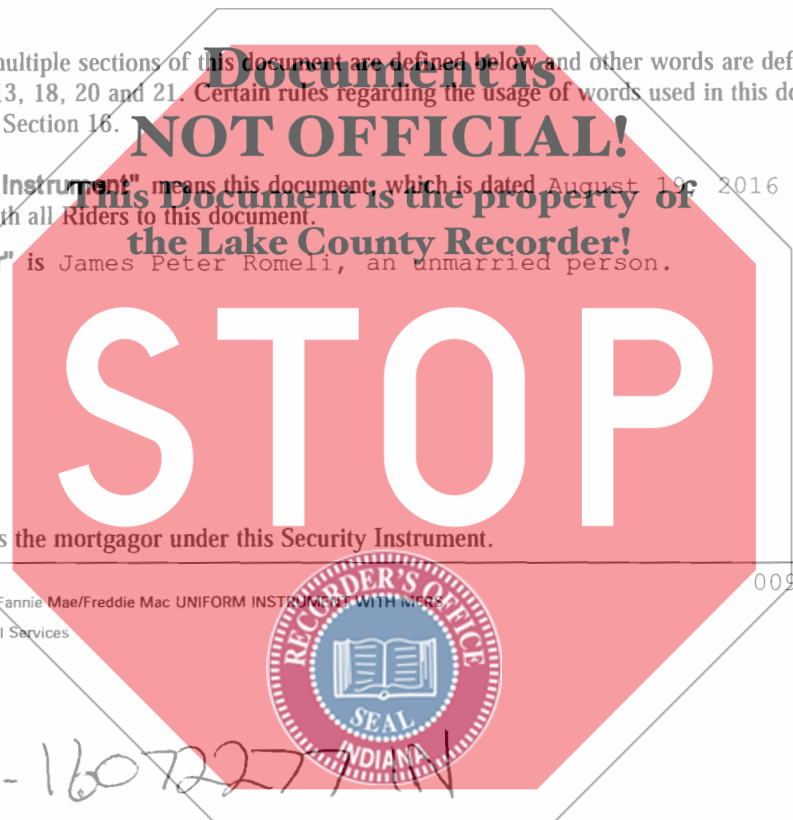 multiple sections of this document are defined below and other words are def
13, 18, 20 and 21. Certain rules regarding the usage of words used in this do
Section 16.
Document is
NOT OFFICIAL!
This Document is the property of
the Lake County Recorder!
Instrument" means this document, which is dated August 19, 2016
th all Riders to this document.
r" is James Peter Romeli, an unmarried person.
STOP
s the mortgagor under this Security Instrument.
009
Fannie Mae/Freddie Mac UNIFORM INSTRUMENT WITH MERS
l Services
RECORDER'S OFFICE
SEAL
INDIANA
-16072277 IN